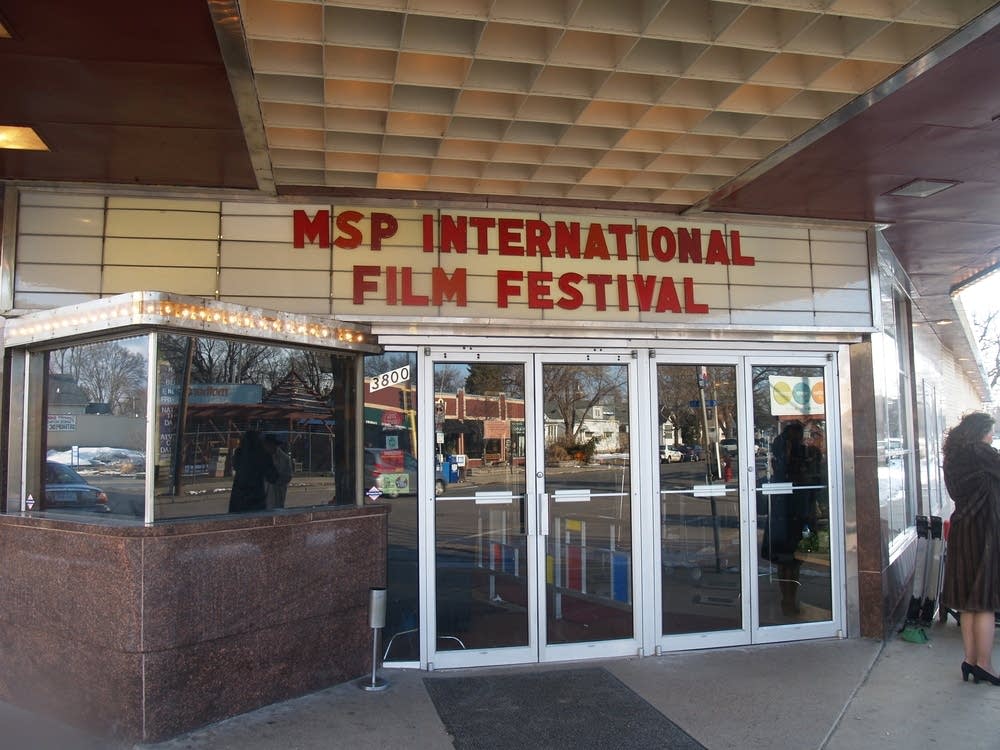 MSP INTERNATIONAL
FILM FESTIVAL
3800